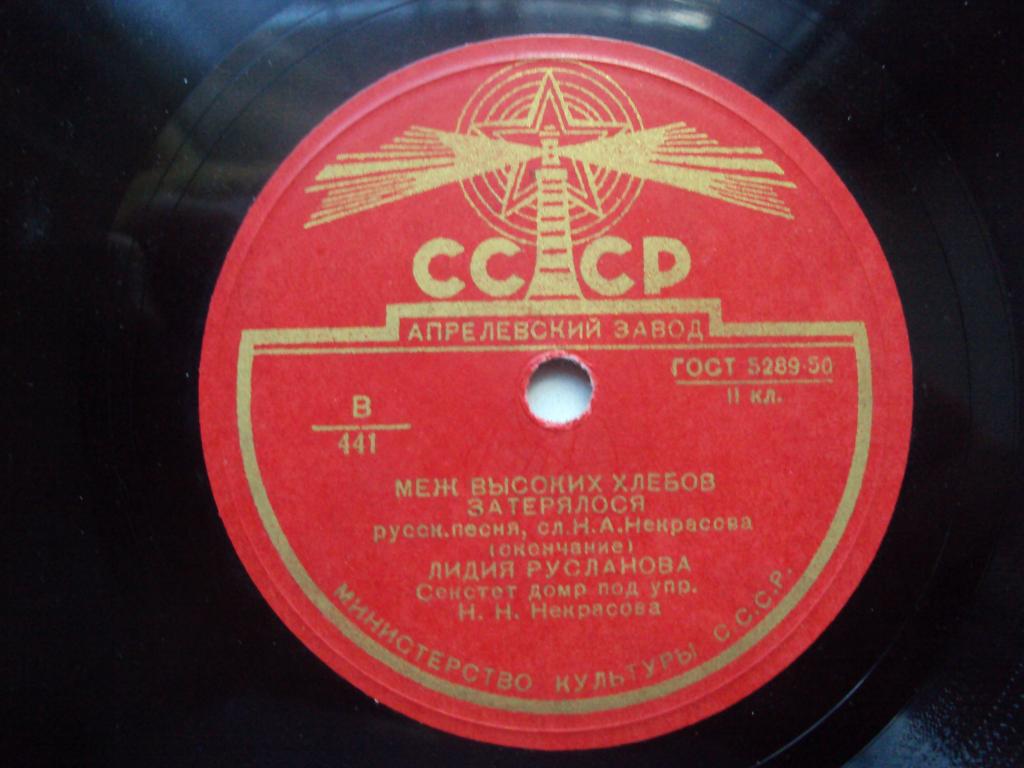 СССР
АПРЕЛЕВСКИЙ ЗАВОД
ГОСТ 5289-50
II кл.
В
441
МЕЖ ВЫСОКИХ ХЛЕБОВ
ЗАТЕРЯЛОСЯ
русск.песня, сл.Н.А.Некрасова
(окончание)
ЛИДИЯ РУСЛАНОВА
Секстет домр под упр.
Н. Н. Некрасова
МИНИСТЕРСТВО КУЛЬТУРЫ С.С.С.Р.